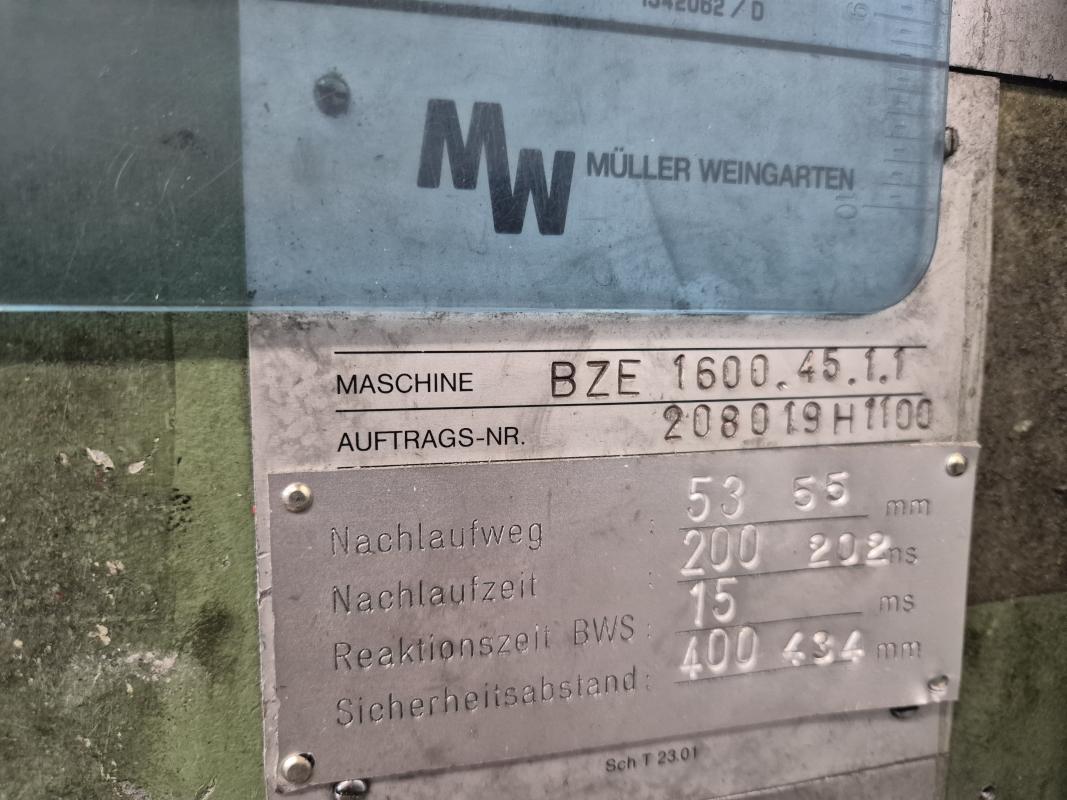 1342062 / D
MW MÜLLER WEINGARTEN
10
MASCHINE BZE 1600.45.1.1
AUFTRAGS-NR. 208019H1100
Nachlaufweg : 53 55 mm
Nachlaufzeit : 200 202 ms
Reaktionszeit BWS : 15 ms
Sicherheitsabstand : 400 434 mm
Sch T 23.01